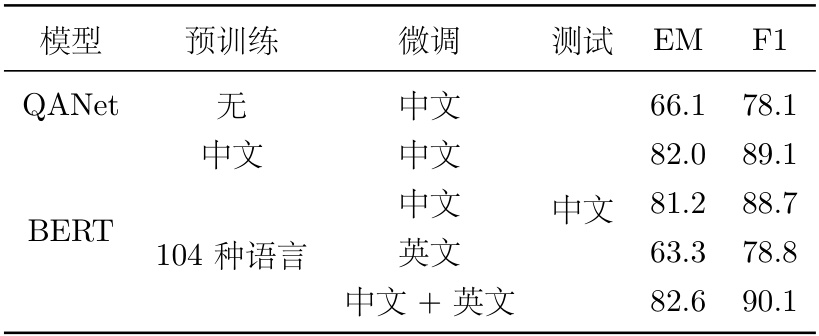 模型 预训练 微调 测试 EM F1
QANet 无 中文 66.1 78.1
中文 中文 82.0 89.1
中文 81.2 88.7
BERT 104 种语言 英文 中文 63.3 78.8
中文 + 英文 82.6 90.1